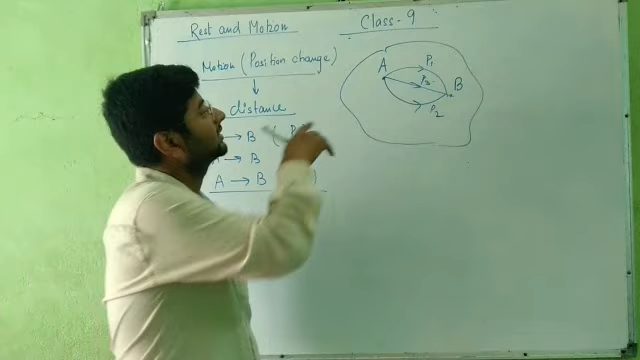 Rest and Motion
Class - 9
Motion (Position change)
↓
distance
→ B ( P
→ B
A → B )
A
P1
P3
B
P2